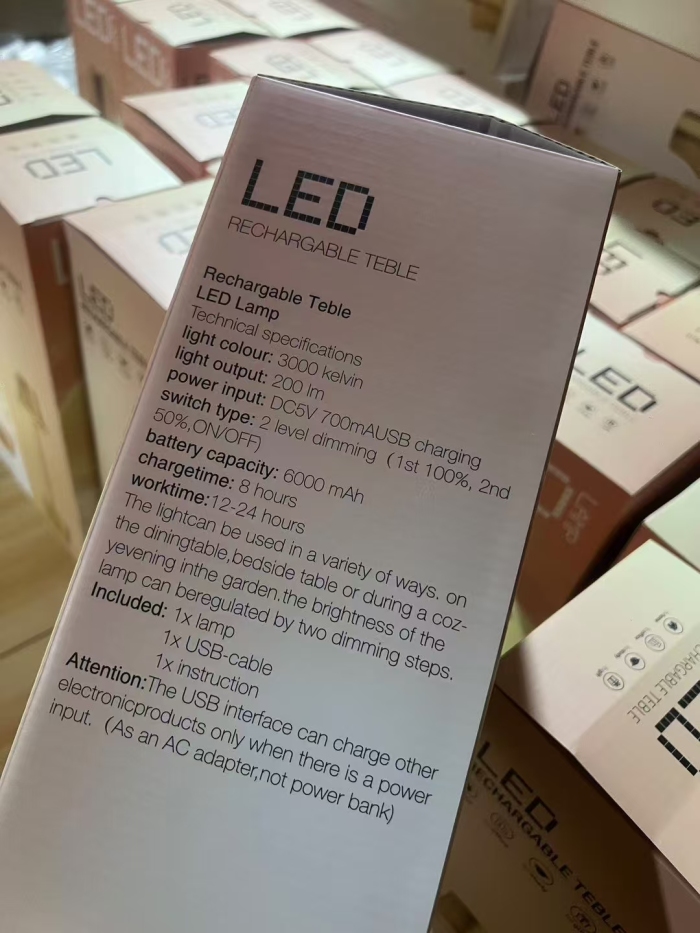 LED
RECHARGABLE TEBLE
Rechargable Teble
LED Lamp
Technical specifications
light colour: 3000 kelvin
light output: 200 lm
power input: DC5V 700mAUSB charging
switch type: 2 level dimming (1st 100%, 2nd
50%,ON/OFF)
battery capacity: 6000 mAh
chargetime: 8 hours
worktime:12-24 hours
The lightcan be used in a variety of ways. on
the diningtable,bedside table or during a coz-
yevening inthe garden.the brightness of the
lamp can beregulated by two dimming steps.
Included: 1x lamp
1x USB-cable
1x instruction
Attention:The USB interface can charge other
electronicproducts only when there is a power
input. (As an AC adapter,not power bank)
LED
LED
LED
LED
LED
LED
RECHARGABLE TEBLE